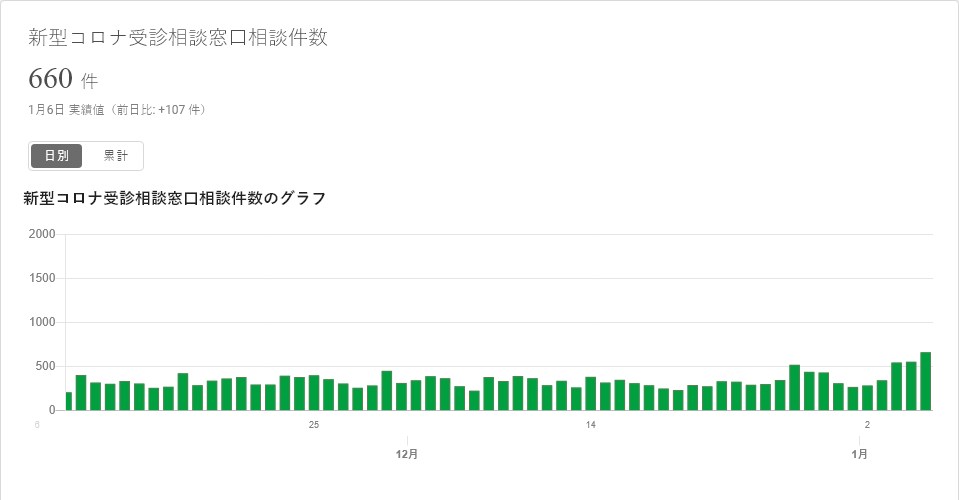 新型コロナ受診相談窓口相談件数
660 件
1月6日 実績値（前日比: +107 件）
日別 累計
新型コロナ受診相談窓口相談件数のグラフ
2000
1500
1000
500
0
6 25 14 2
12月 1月